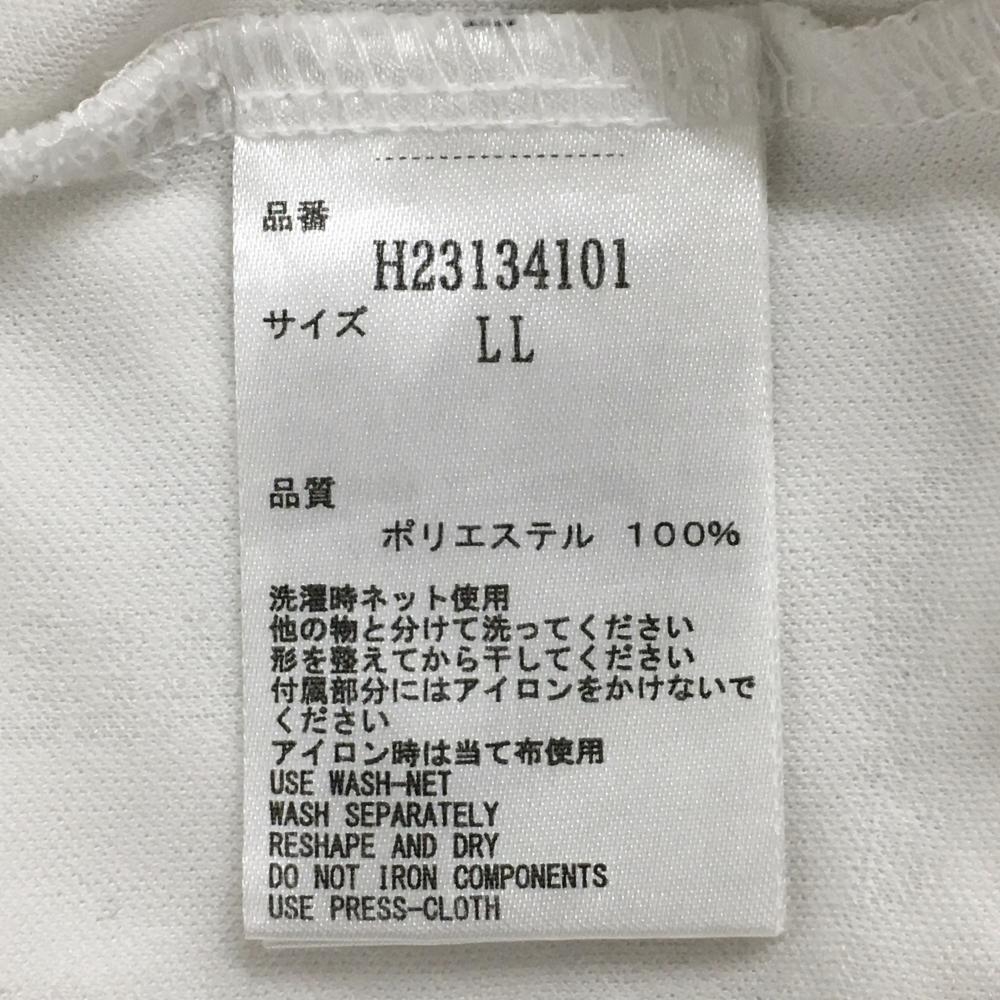 品番
H23134101
サイズ
LL
品質
ポリエステル 100%
洗濯時ネット使用
他の物と分けて洗ってください
形を整えてから干してください
付属部分にはアイロンをかけないで
ください
アイロン時は当て布使用
USE WASH-NET
WASH SEPARATELY
RESHAPE AND DRY
DO NOT IRON COMPONENTS
USE PRESS-CLOTH